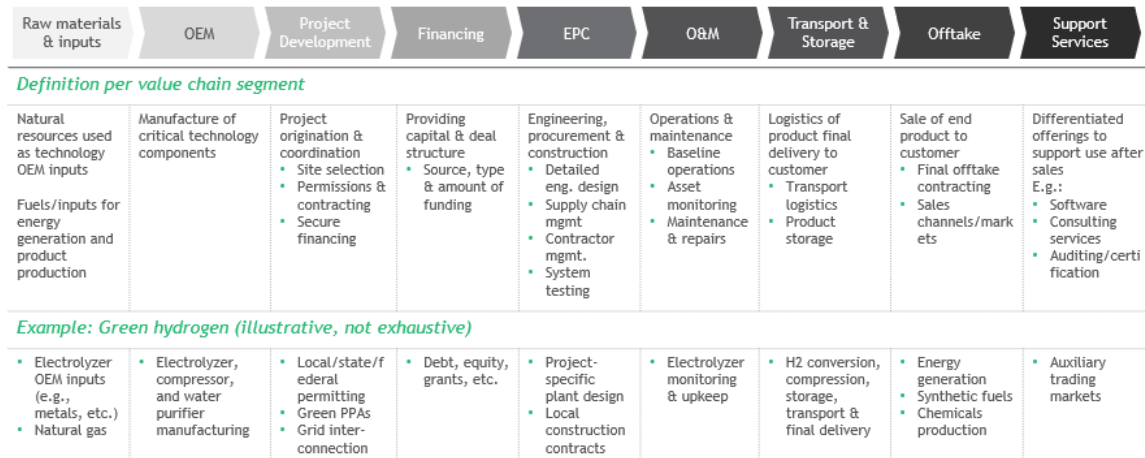 Raw materials
& inputs
OEM
Project
Development
Financing
EPC
O&M
Transport &
Storage
Offtake
Support
Services
Definition per value chain segment
Natural
resources used
as technology
OEM inputs
Fuels/inputs for
energy
generation and
product
production
Manufacture of
critical technology
components
Project
origination &
coordination
• Site selection
• Permissions &
contracting
• Secure
financing
Providing
capital & deal
structure
• Source, type
& amount of
funding
Engineering,
procurement &
construction
• Detailed
eng. design
• Supply chain
mgmt
• Contractor
mgmt.
• System
testing
Operations &
maintenance
• Baseline
operations
• Asset
monitoring
• Maintenance
& repairs
Logistics of
product final
delivery to
customer
• Transport
logistics
• Product
storage
Sale of end
product to
customer
• Final offtake
contracting
• Sales
channels/mark
ets
Differentiated
offerings to
support use after
sales
E.g.:
• Software
• Consulting
services
• Auditing/certi
fication
Example: Green hydrogen (illustrative, not exhaustive)
• Electrolyzer
OEM inputs
(e.g.,
metals, etc.)
• Natural gas
• Electrolyzer,
compressor,
and water
purifier
manufacturing
• Local/state/f
ederal
permitting
• Green PPAs
• Grid inter-
connection
• Debt, equity,
grants, etc.
• Project-
specific
plant design
• Local
construction
contracts
• Electrolyzer
monitoring
& upkeep
• H2 conversion,
compression,
storage,
transport &
final delivery
• Energy
generation
• Synthetic fuels
• Chemicals
production
• Auxiliary
trading
markets